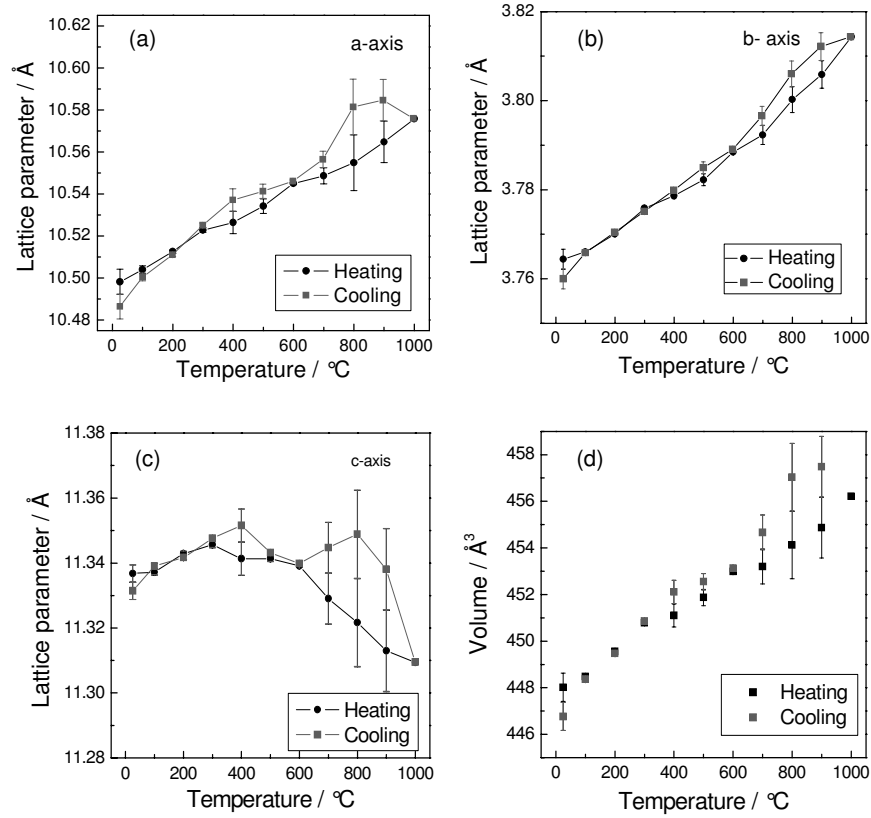 (a)
a-axis
Lattice parameter / Å
10.62
10.60
10.58
10.56
10.54
10.52
10.50
10.48
Heating
Cooling
0 200 400 600 800 1000
Temperature / °C
(b)
b- axis
Lattice parameter / Å
3.82
3.80
3.78
3.76
3.74
Heating
Cooling
0 200 400 600 800 1000
Temperature / °C
(c)
c-axis
Lattice parameter / Å
11.38
11.36
11.34
11.32
11.30
11.28
Heating
Cooling
0 200 400 600 800 1000
Temperature / °C
(d)
Volume / Å³
458
456
453
450
448
446
Heating
Cooling
0 200 400 600 800 1000
Temperature / °C